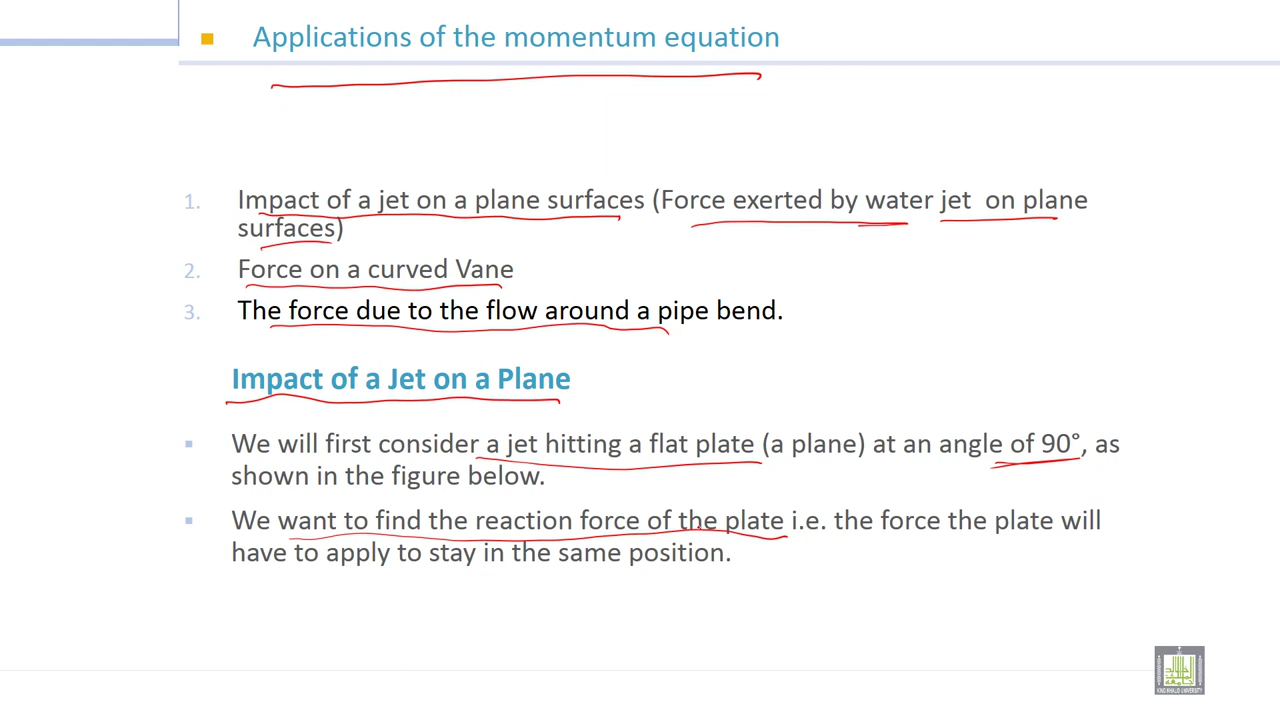 Applications of the momentum equation
1. Impact of a jet on a plane surfaces (Force exerted by water jet on plane
surfaces)
2. Force on a curved Vane
3. The force due to the flow around a pipe bend.
Impact of a Jet on a Plane
We will first consider a jet hitting a flat plate (a plane) at an angle of 90°, as
shown in the figure below.
We want to find the reaction force of the plate i.e. the force the plate will
have to apply to stay in the same position.
KING KHALID UNIVERSITY